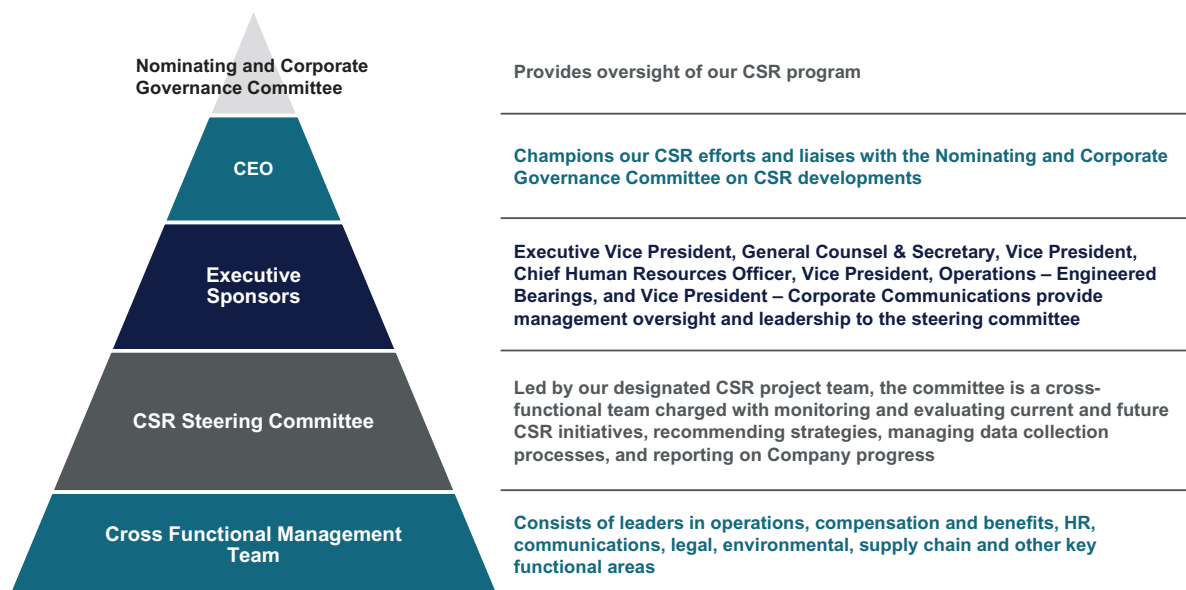 Nominating and Corporate
Governance Committee
Provides oversight of our CSR program
CEO
Champions our CSR efforts and liaises with the Nominating and Corporate
Governance Committee on CSR developments
Executive
Sponsors
Executive Vice President, General Counsel & Secretary, Vice President,
Chief Human Resources Officer, Vice President, Operations – Engineered
Bearings, and Vice President – Corporate Communications provide
management oversight and leadership to the steering committee
CSR Steering Committee
Led by our designated CSR project team, the committee is a cross-
functional team charged with monitoring and evaluating current and future
CSR initiatives, recommending strategies, managing data collection
processes, and reporting on Company progress
Cross Functional Management
Team
Consists of leaders in operations, compensation and benefits, HR,
communications, legal, environmental, supply chain and other key
functional areas